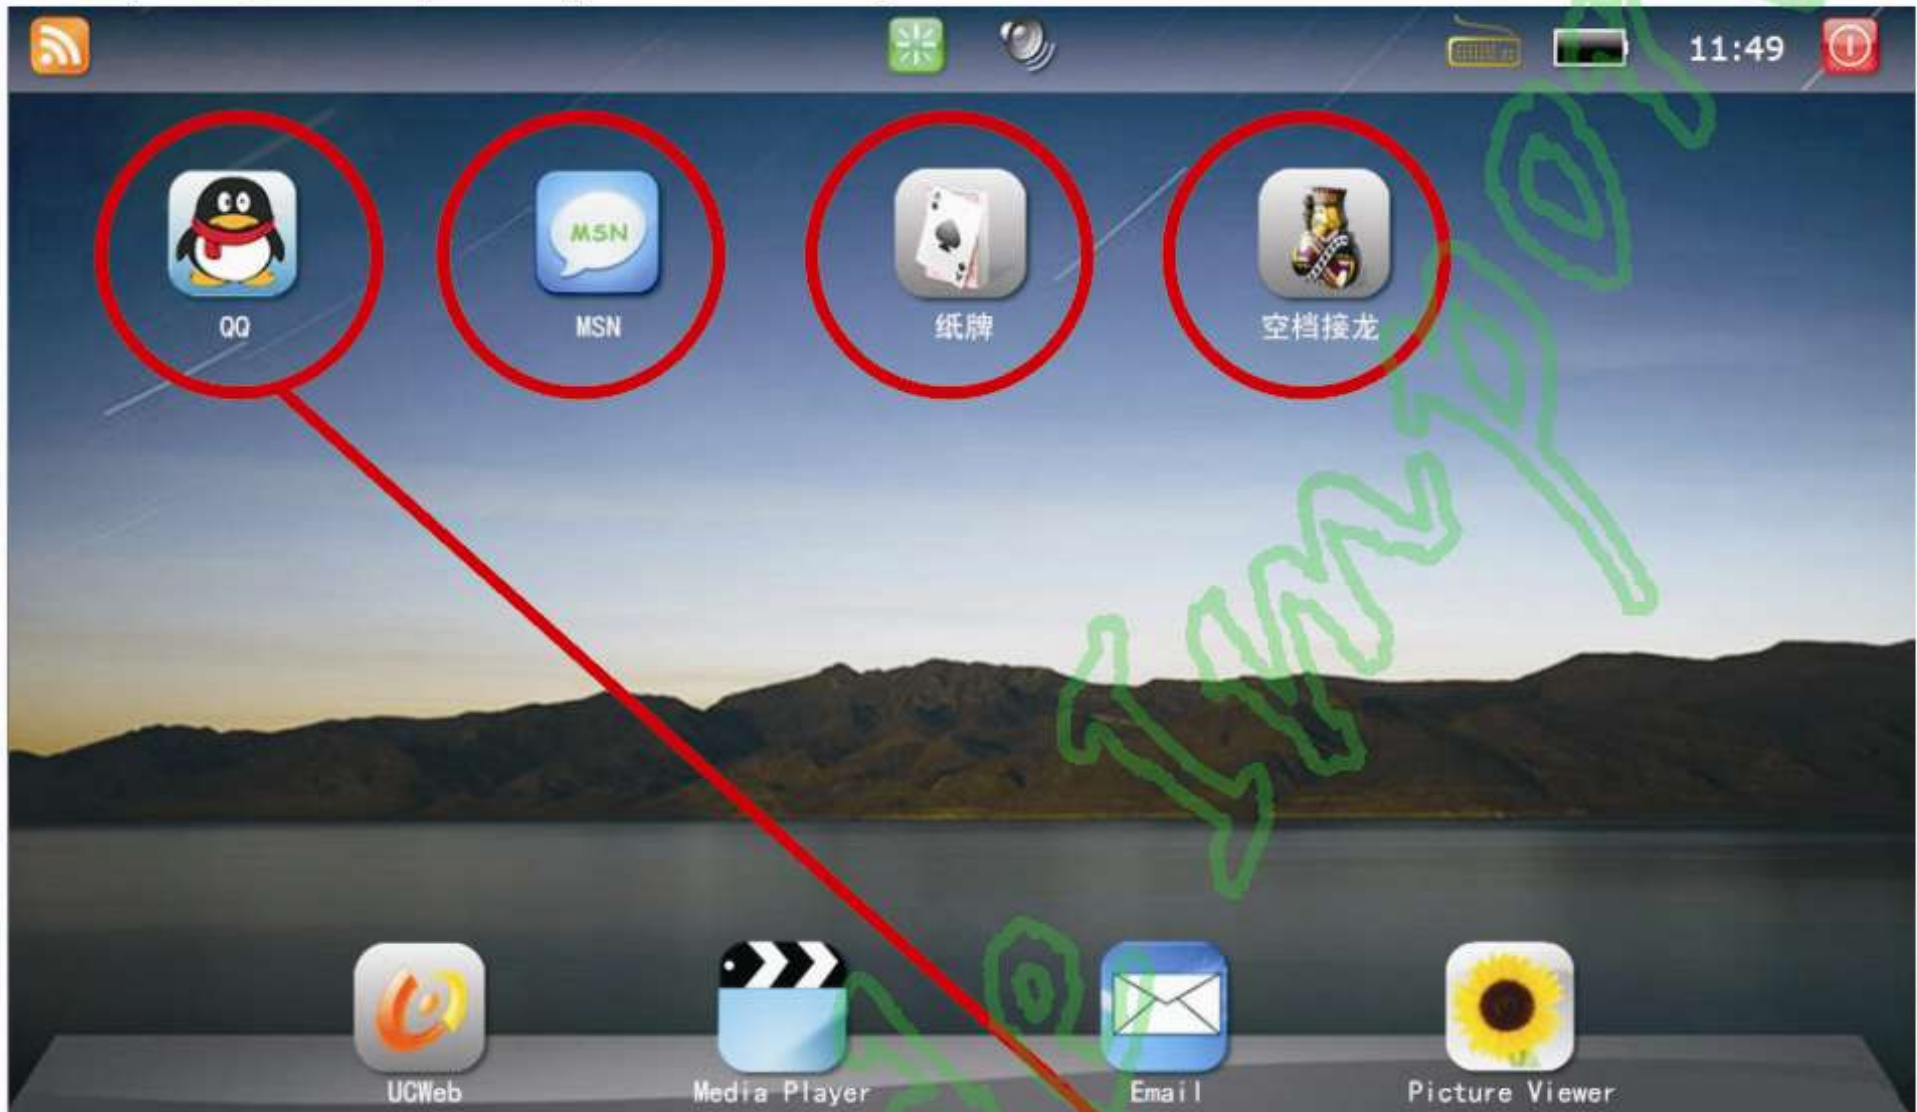 11:49
MSN
QQ
MSN
纸牌
空档接龙
UCWeb
Media Player
Email
Picture Viewer